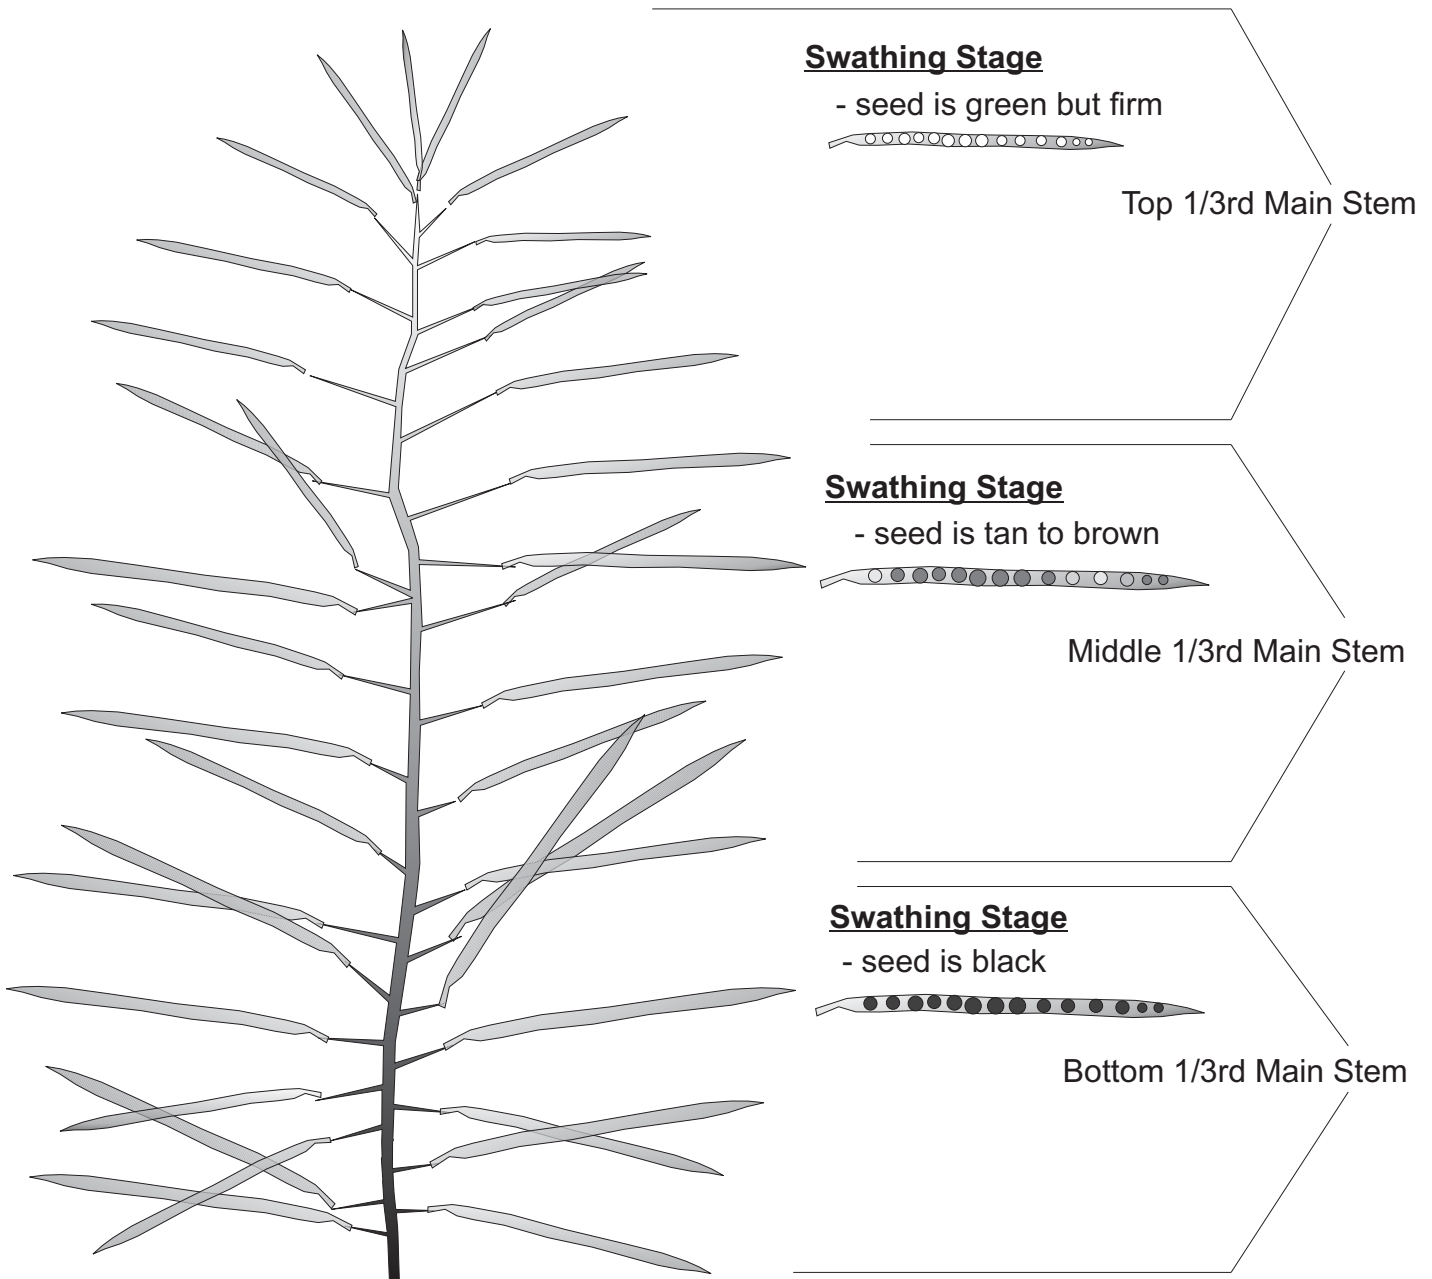 Swathing Stage
- seed is green but firm
Top 1/3rd Main Stem
Swathing Stage
- seed is tan to brown
Middle 1/3rd Main Stem
Swathing Stage
- seed is black
Bottom 1/3rd Main Stem